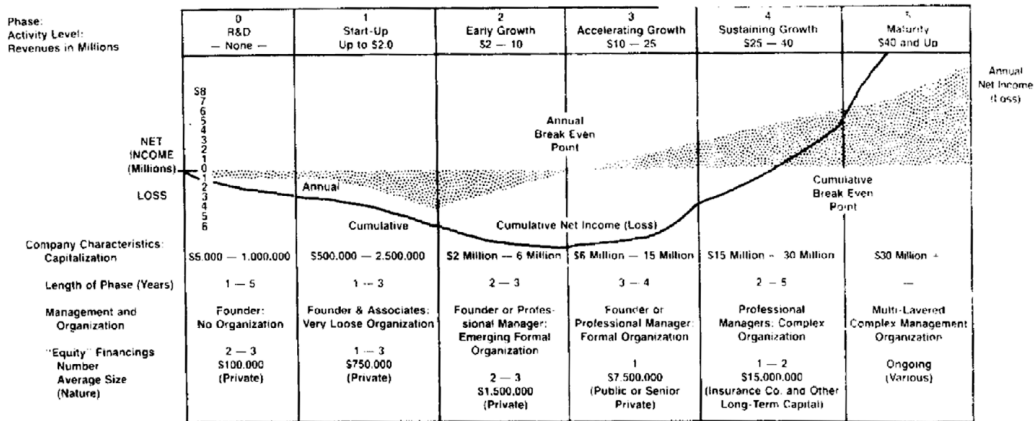 Phase:
Activity Level:
Revenues in Millions
0
R&D
— None —
1
Start-Up
Up to $2.0
2
Early Growth
$2 — 10
3
Accelerating Growth
$10 — 25
4
Sustaining Growth
$25 — 40
5
Maturity
$40 and Up
$8
7
6
5
4
3
2
1
0
1
2
3
4
5
6
NET
INCOME
(Millions)
LOSS
Annual
Cumulative
Annual
Break Even
Point
Cumulative Net Income (Loss)
Cumulative
Break Even
Point
Annual
Net Income
(Loss)
Company Characteristics:
Capitalization
$5.000 — 1.000.000
$500.000 — 2.500.000
$2 Million — 6 Million
$6 Million — 15 Million
$15 Million - 30 Million
$30 Million +
Length of Phase (Years)
1 — 5
1 — 3
2 — 3
3 — 4
2 — 5
—
Management and
Organization
Founder:
No Organization
Founder & Associates:
Very Loose Organization
Founder or Profes-
sional Manager:
Emerging Formal
Organization
Founder or
Professional Manager:
Formal Organization
Professional
Managers: Complex
Organization
Multi-Layered
Complex Management
Organization
"Equity" Financings
Number
Average Size
(Nature)
2 — 3
$100.000
(Private)
1 — 3
$750.000
(Private)
2 — 3
$1.500.000
(Private)
1
$7.500.000
(Public or Senior
Private)
1 — 2
$15.000.000
(Insurance Co. and Other
Long-Term Capital)
Ongoing
(Various)